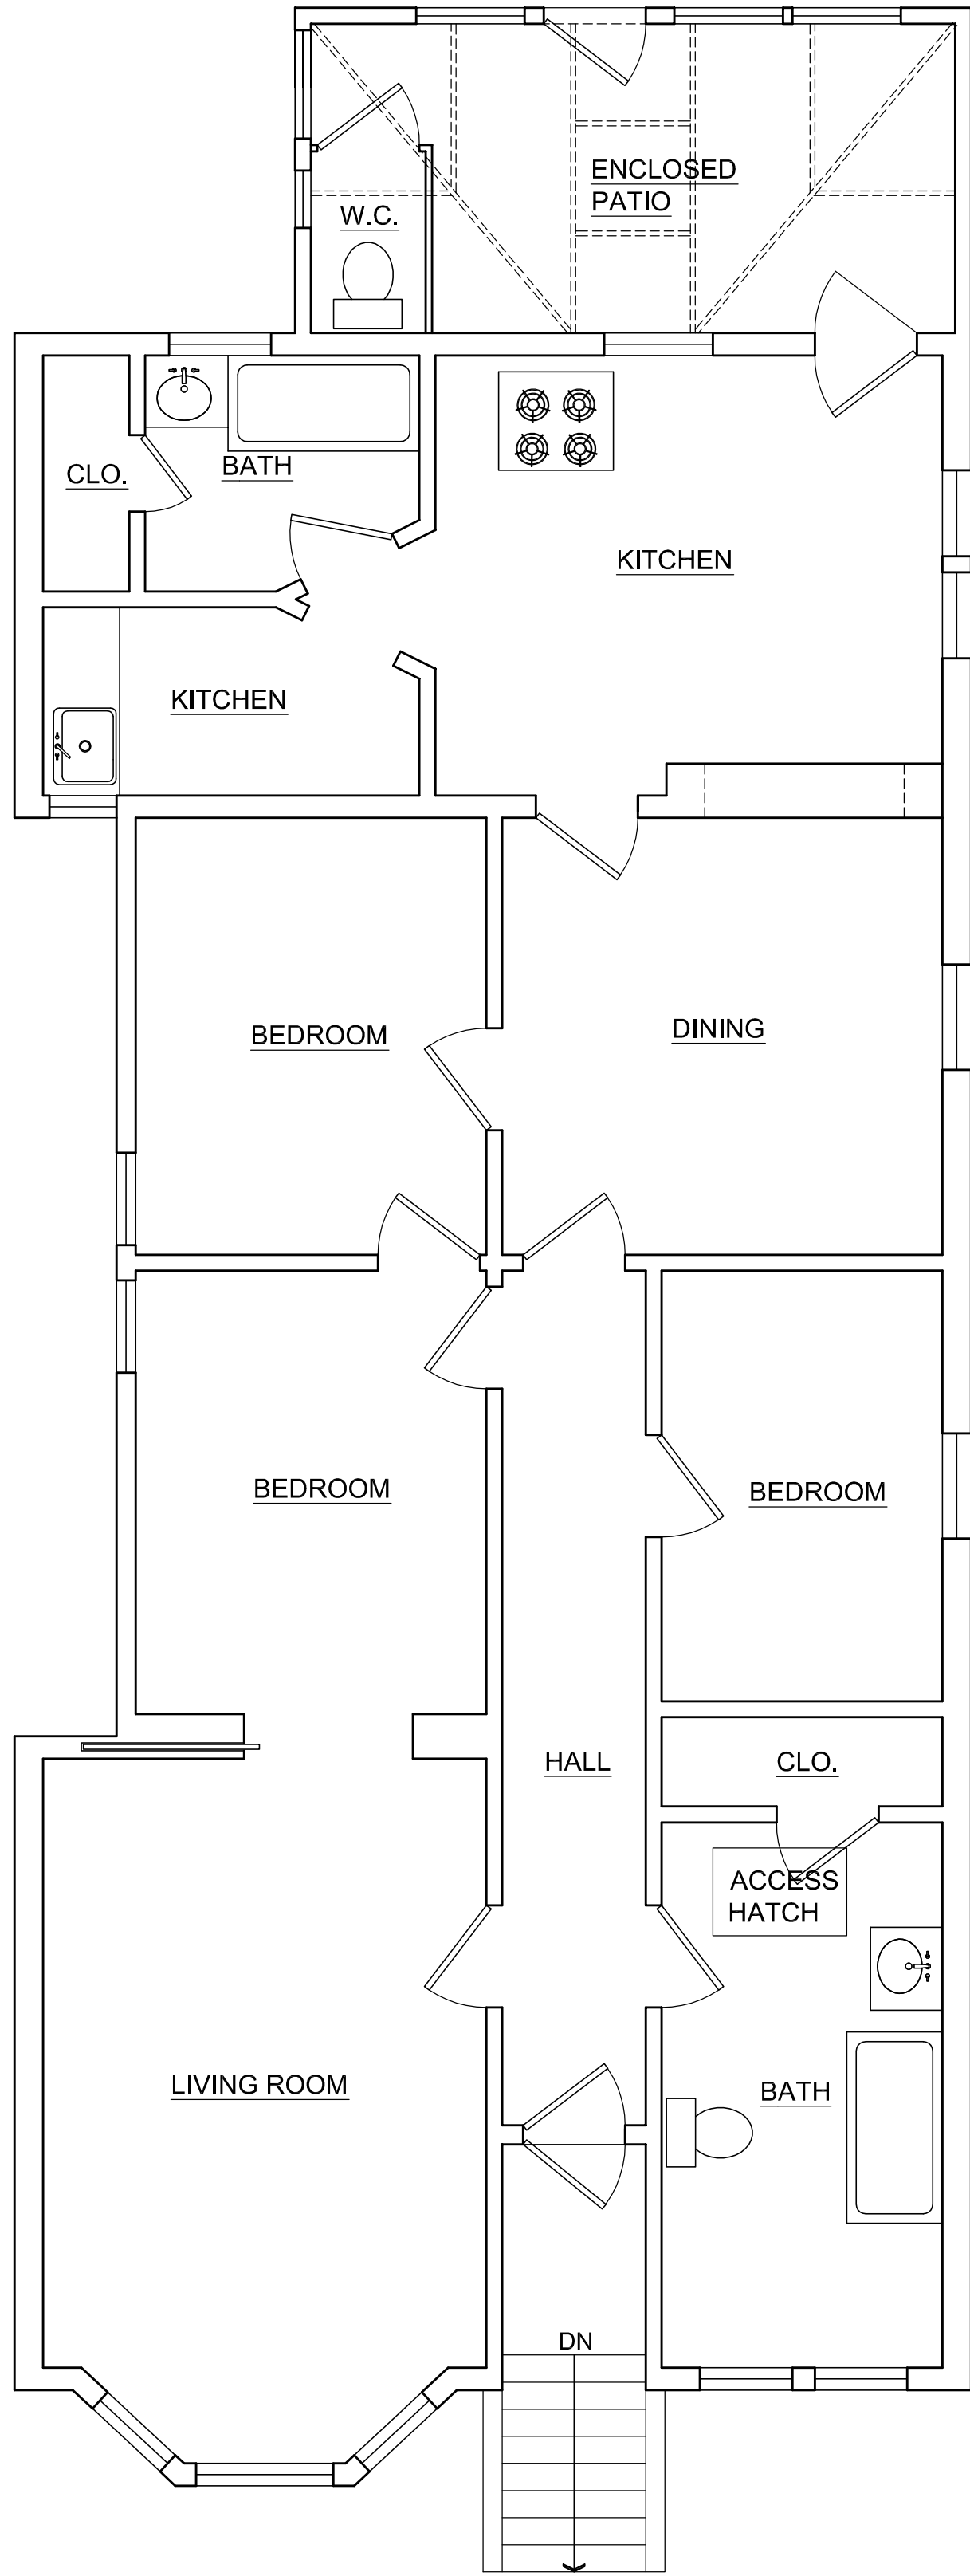 ENCLOSED
PATIO
W.C.
CLO.
BATH
KITCHEN
KITCHEN
BEDROOM
DINING
BEDROOM
BEDROOM
HALL
CLO.
ACCESS
HATCH
LIVING ROOM
BATH
DN